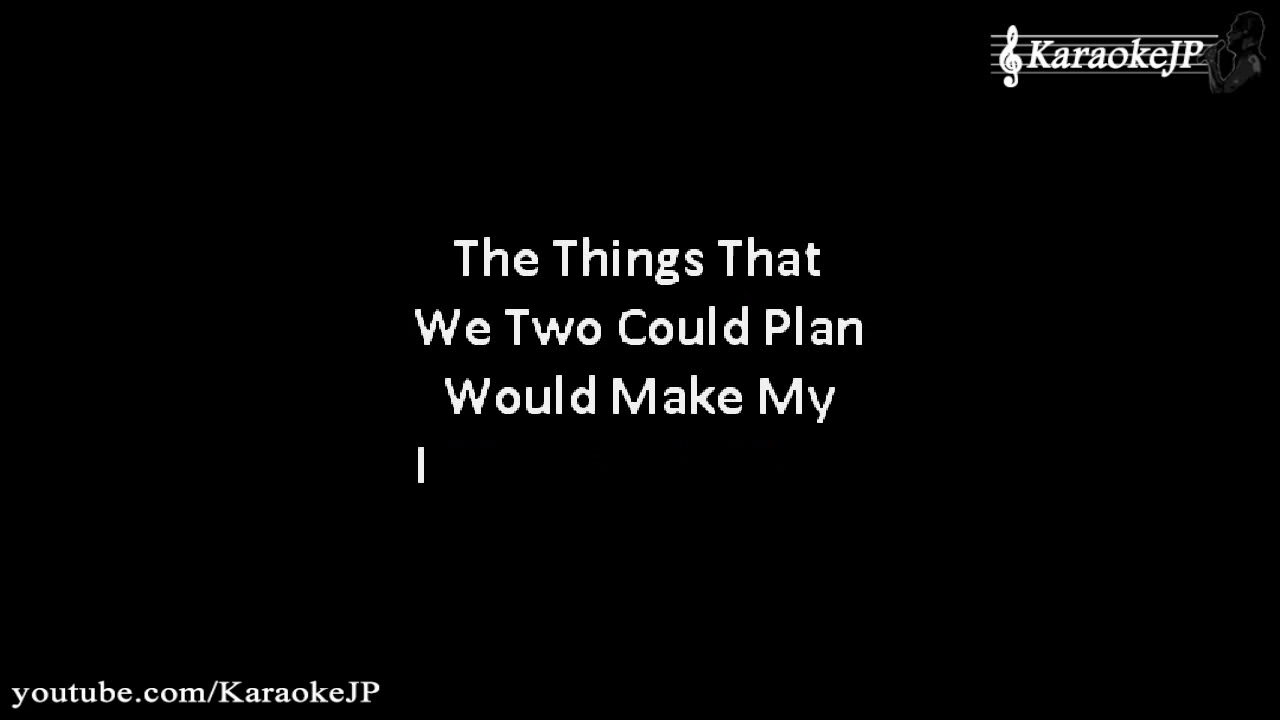 KaraokeJP
The Things That
We Two Could Plan
Would Make My
I
youtube.com/KaraokeJP